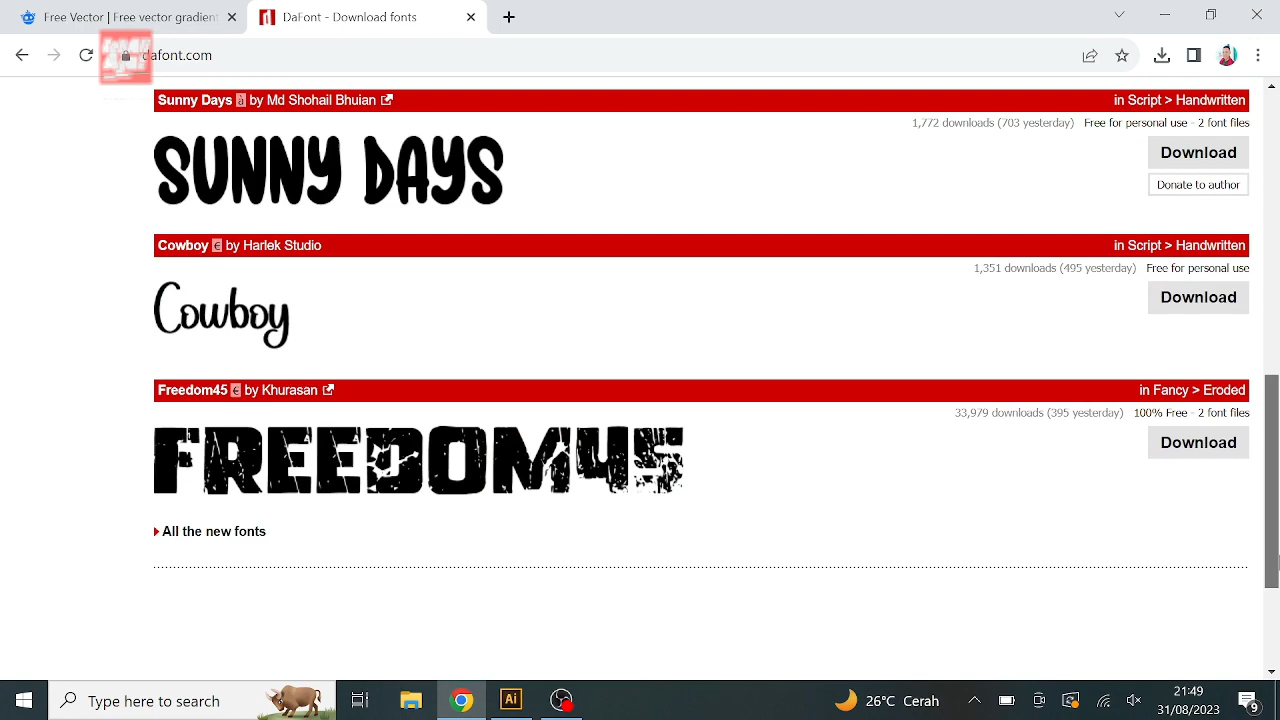 Free Vector Images
DaFont - Download fonts
dafont.com
Sunny Days à by Md Shohail Bhuian in Script > Handwritten
1,772 downloads (703 yesterday) Free for personal use - 2 font files
SUNNY DAYS
Download
Donate to author
Cowboy € by Harlek Studio in Script > Handwritten
1,351 downloads (495 yesterday) Free for personal use
Cowboy
Download
Freedom45 € by Khurasan in Fancy > Eroded
33,979 downloads (395 yesterday) 100% Free - 2 font files
FREEDOM45
Download
All the new fonts
Type here to search
Ai
26°C Cerah
21:49
31/08/2023
9